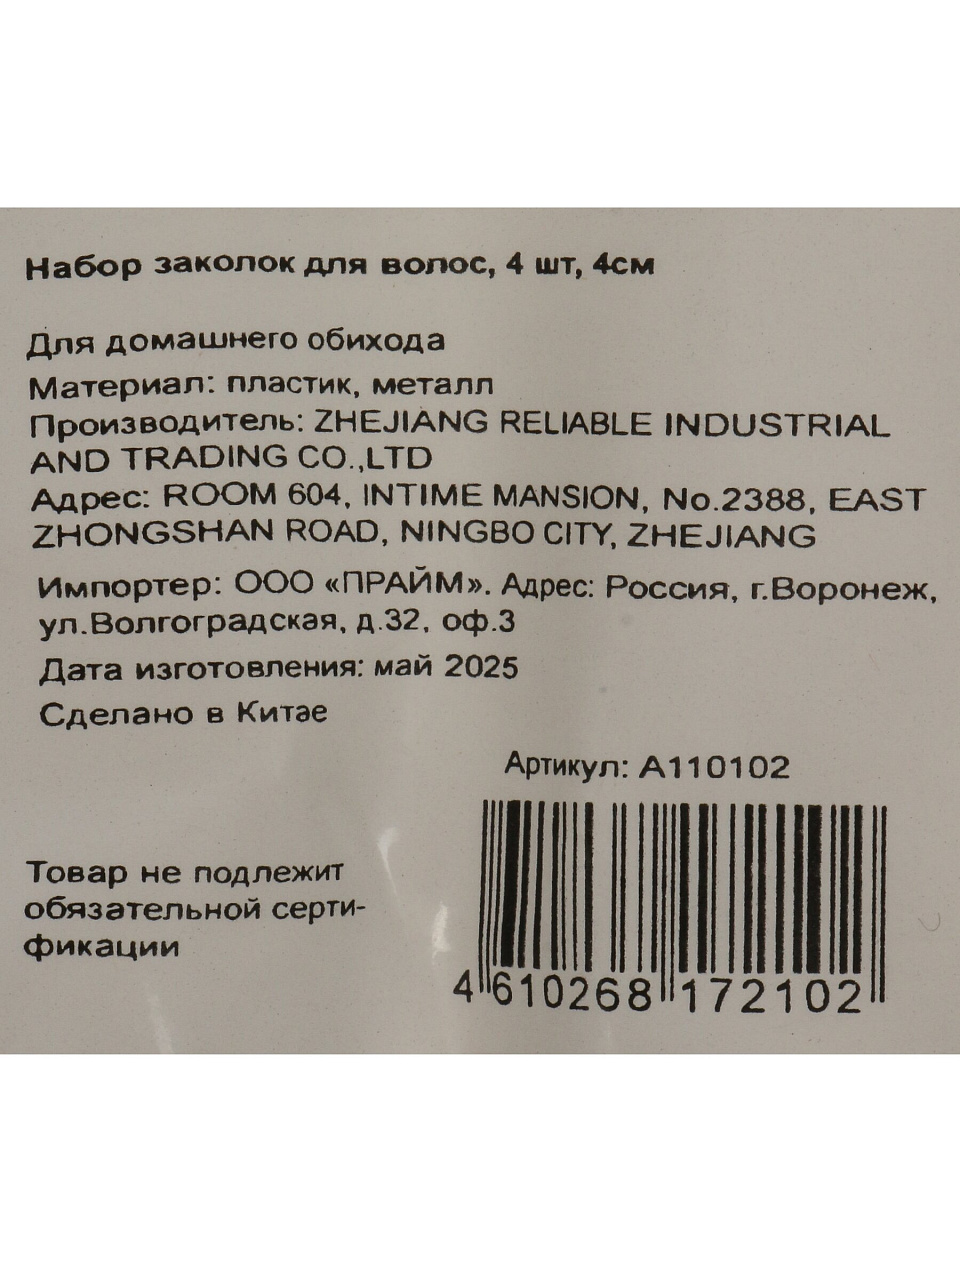 Набор заколок для волос, 4 шт, 4см
Для домашнего обихода
Материал: пластик, металл
Производитель: ZHEJIANG RELIABLE INDUSTRIAL
AND TRADING CO.,LTD
Адрес: ROOM 604, INTIME MANSION, No.2388, EAST
ZHONGSHAN ROAD, NINGBO CITY, ZHEJIANG
Импортер: ООО «ПРАЙМ». Адрес: Россия, г.Воронеж,
ул.Волгоградская, д.32, оф.3
Дата изготовления: май 2025
Сделано в Китае
Артикул: А110102
Товар не подлежит
обязательной серти-
фикации
4 610268 172102